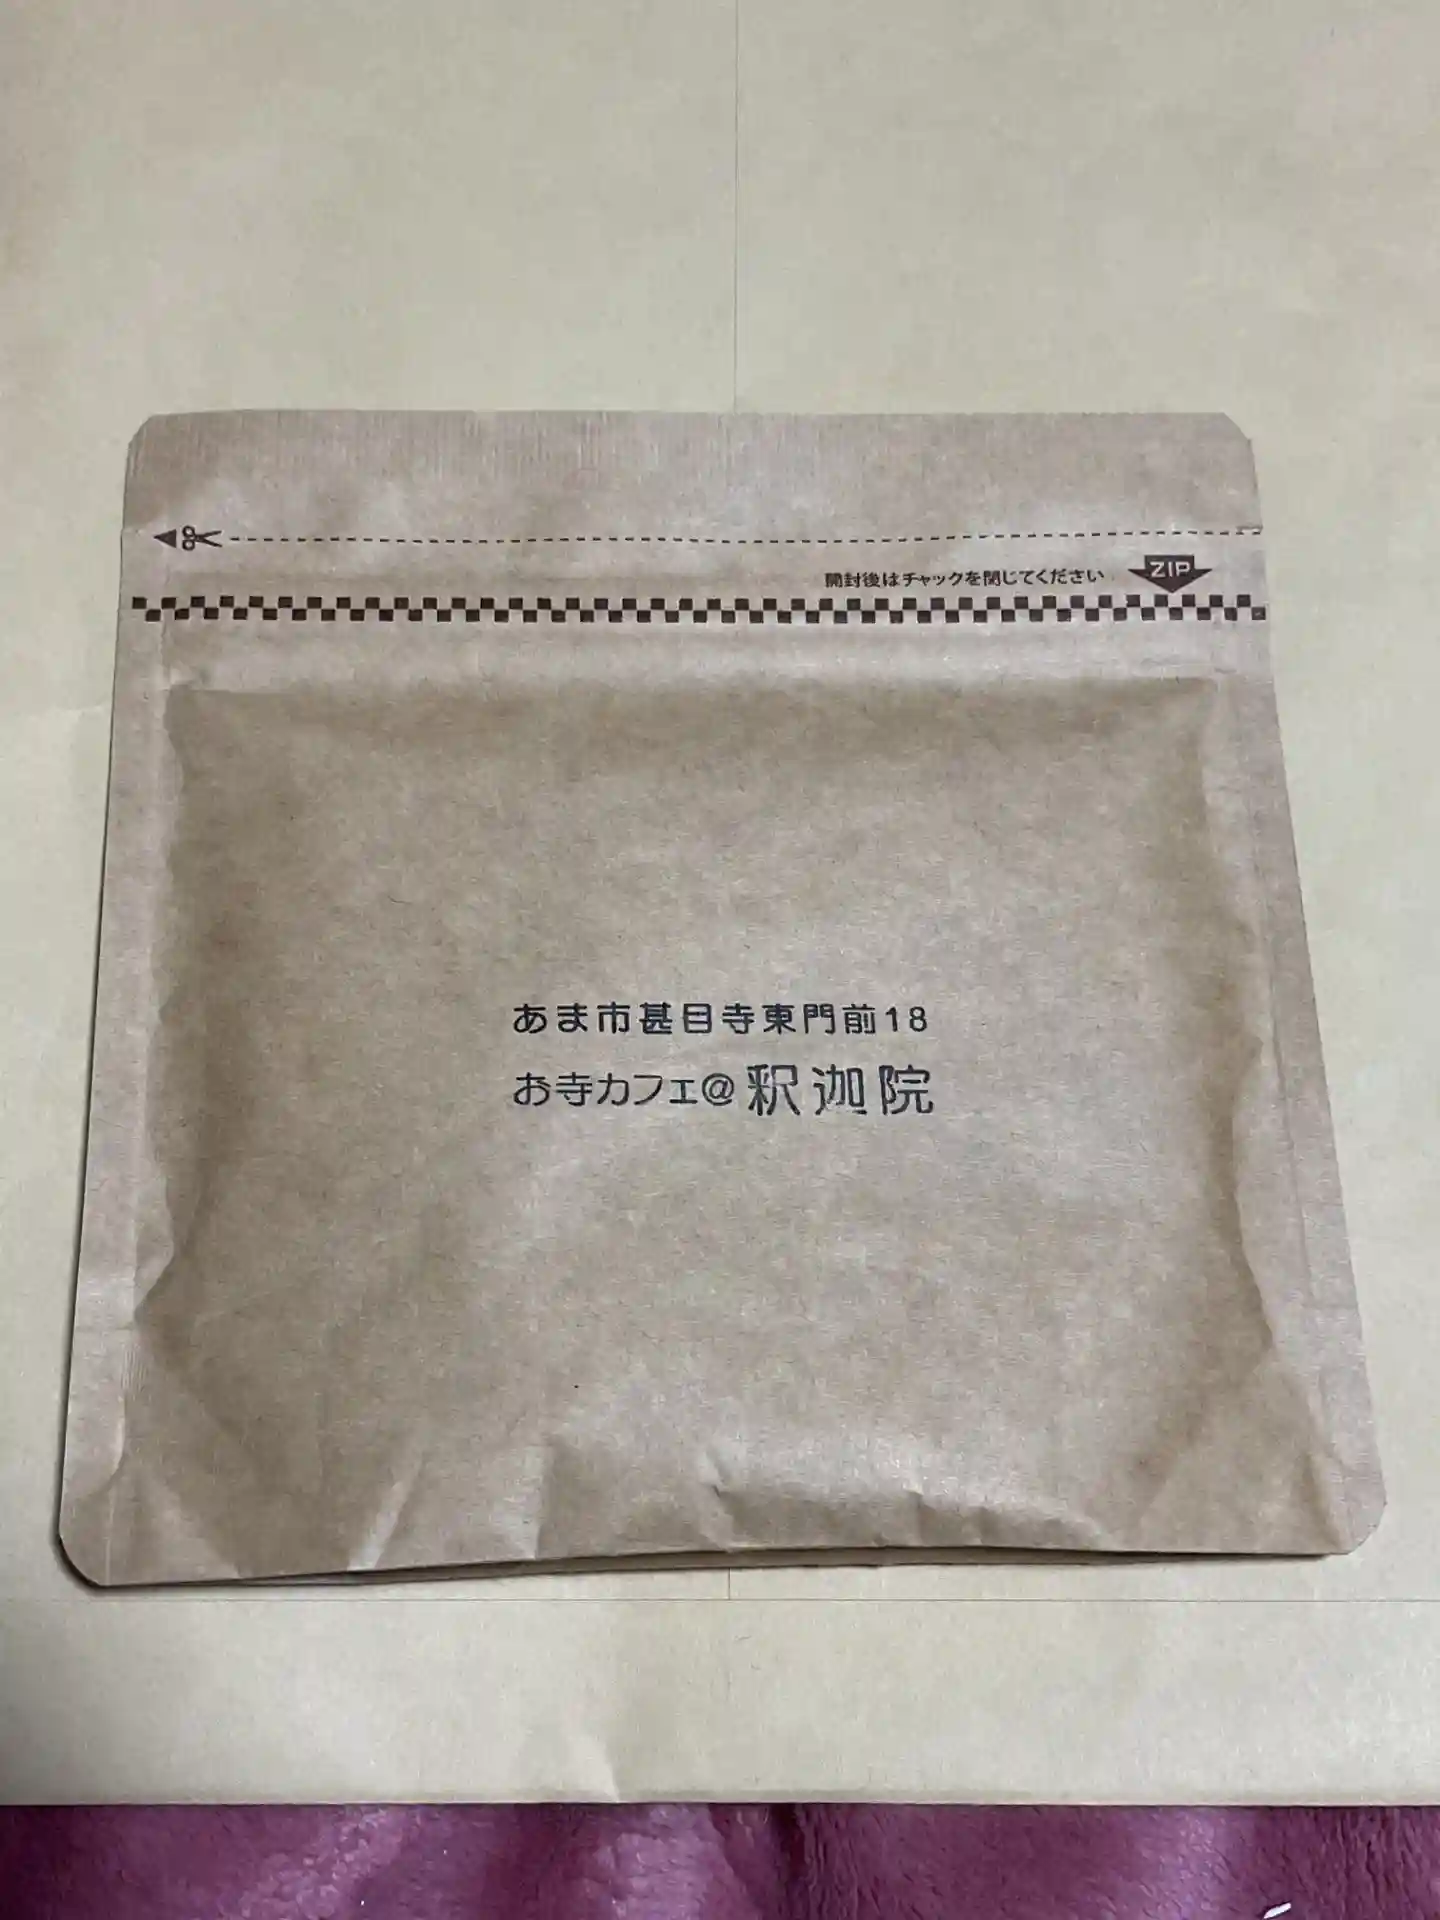 開封後はチャックを閉じてください
ZIP
あま市甚目寺東門前18
お寺カフェ@釈迦院